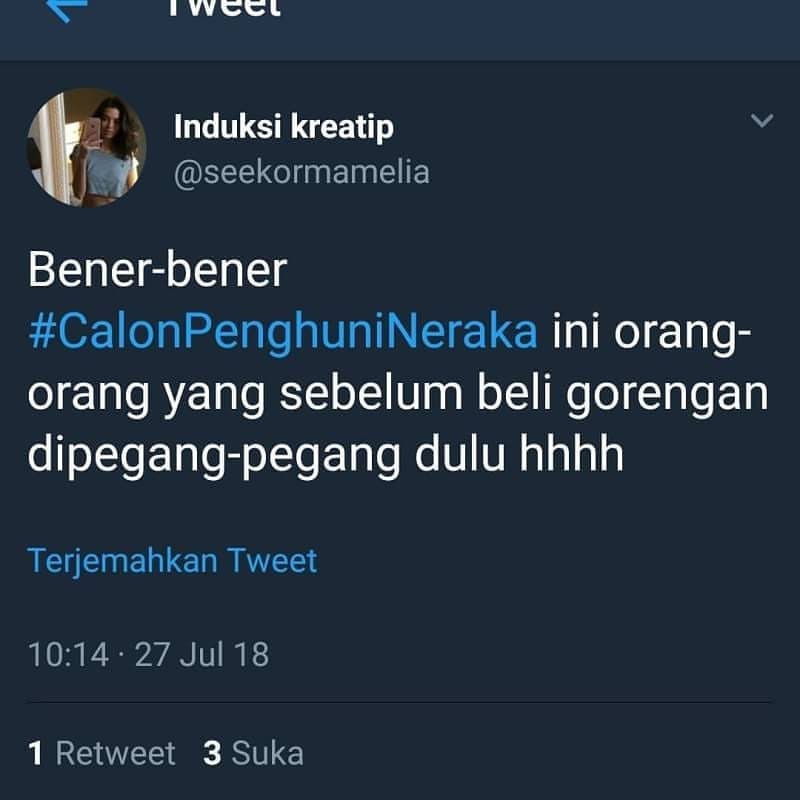 Tweet
Induksi kreatip
@seekormamelia
Bener-bener
#CalonPenghuniNeraka ini orang-
orang yang sebelum beli gorengan
dipegang-pegang dulu hhhh
Terjemahkan Tweet
10:14 · 27 Jul 18
1 Retweet 3 Suka